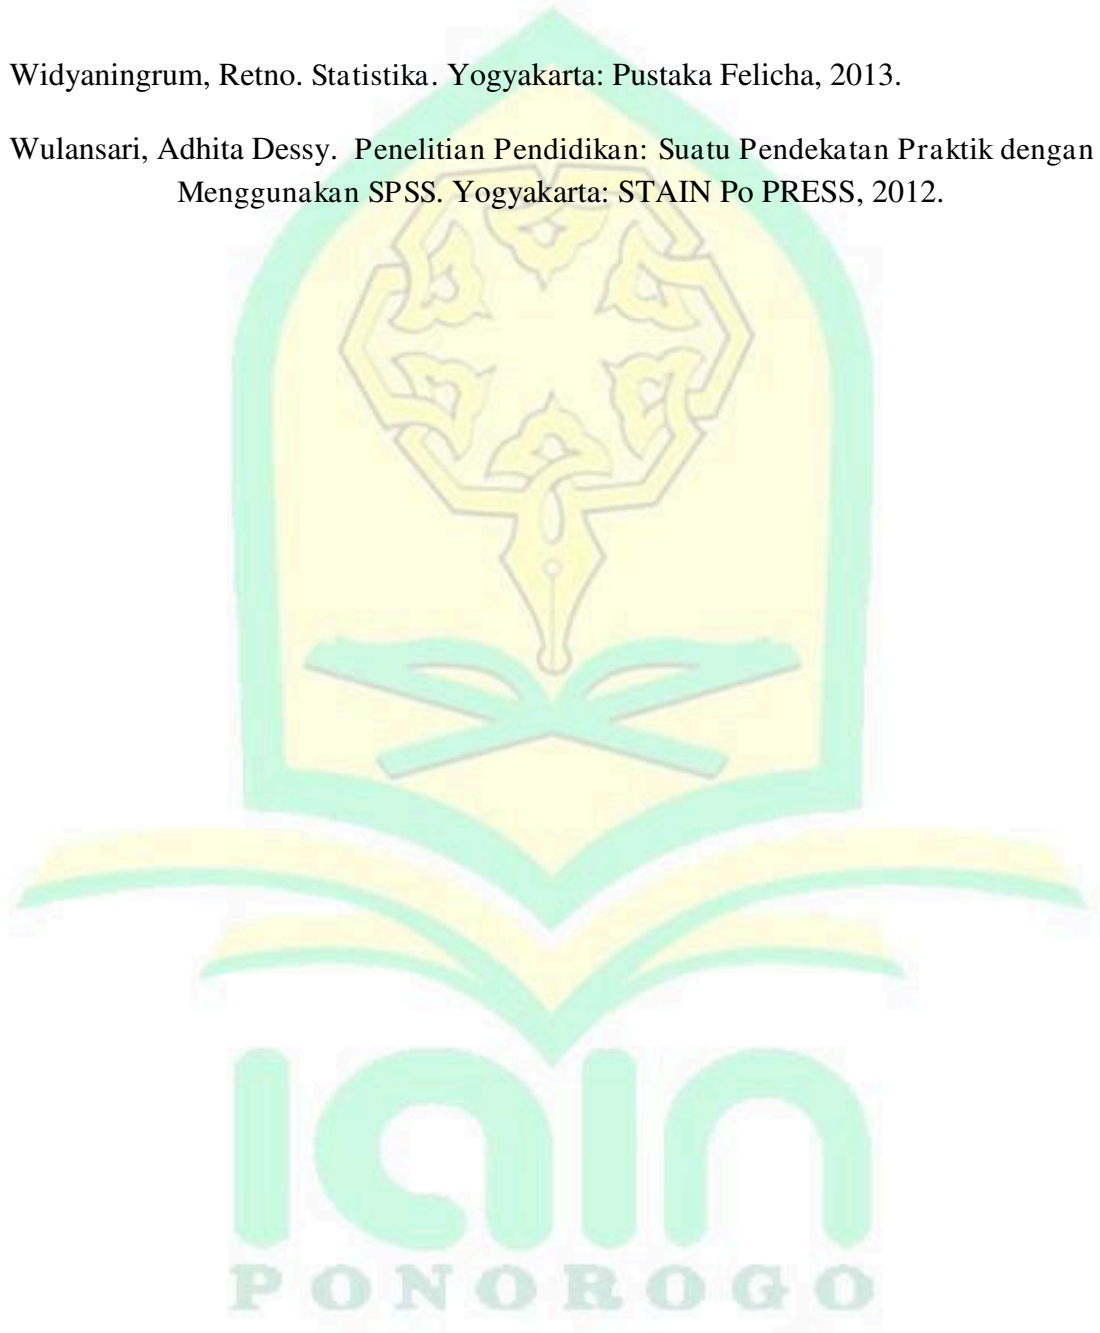 Widyaningrum, Retno. Statistika. Yogyakarta: Pustaka Felicha, 2013.
Wulansari, Adhita Dessy. Penelitian Pendidikan: Suatu Pendekatan Praktik dengan
Menggunakan SPSS. Yogyakarta: STAIN Po PRESS, 2012.
iain
PONOROGO